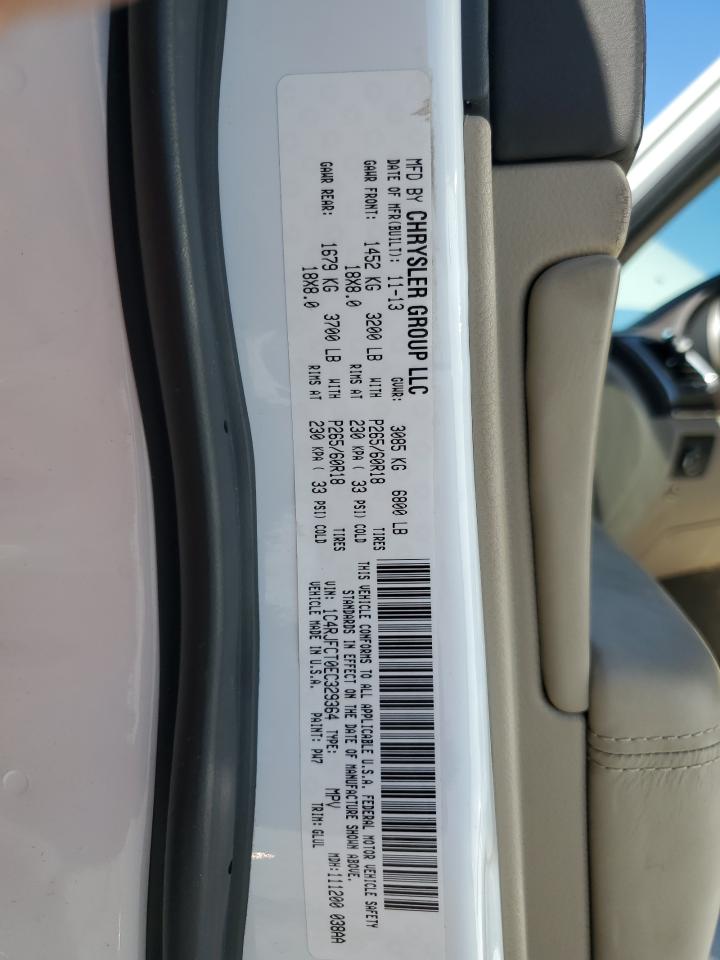 MFD BY CHRYSLER GROUP LLC
DATE OF MFR(BUILT): 11-13 GVWR: 3085 KG 6800 LB
GAWR FRONT: 1452 KG 3200 LB WITH P265/60R18 TIRES
18X8.0 RIMS AT 230 KPA ( 33 PSI) COLD
GAWR REAR: 1679 KG 3700 LB WITH P265/60R18 TIRES
18X8.0 RIMS AT 230 KPA ( 33 PSI) COLD
THIS VEHICLE CONFORMS TO ALL APPLICABLE U.S.A. FEDERAL MOTOR VEHICLE SAFETY
STANDARDS IN EFFECT ON THE DATE OF MANUFACTURE SHOWN ABOVE.
VIN: 1C4RJFCT0EC329364 TYPE: MPV MDH:111200 038AA
VEHICLE MADE IN U.S.A. PAINT: PW7 TRIM:GLUL